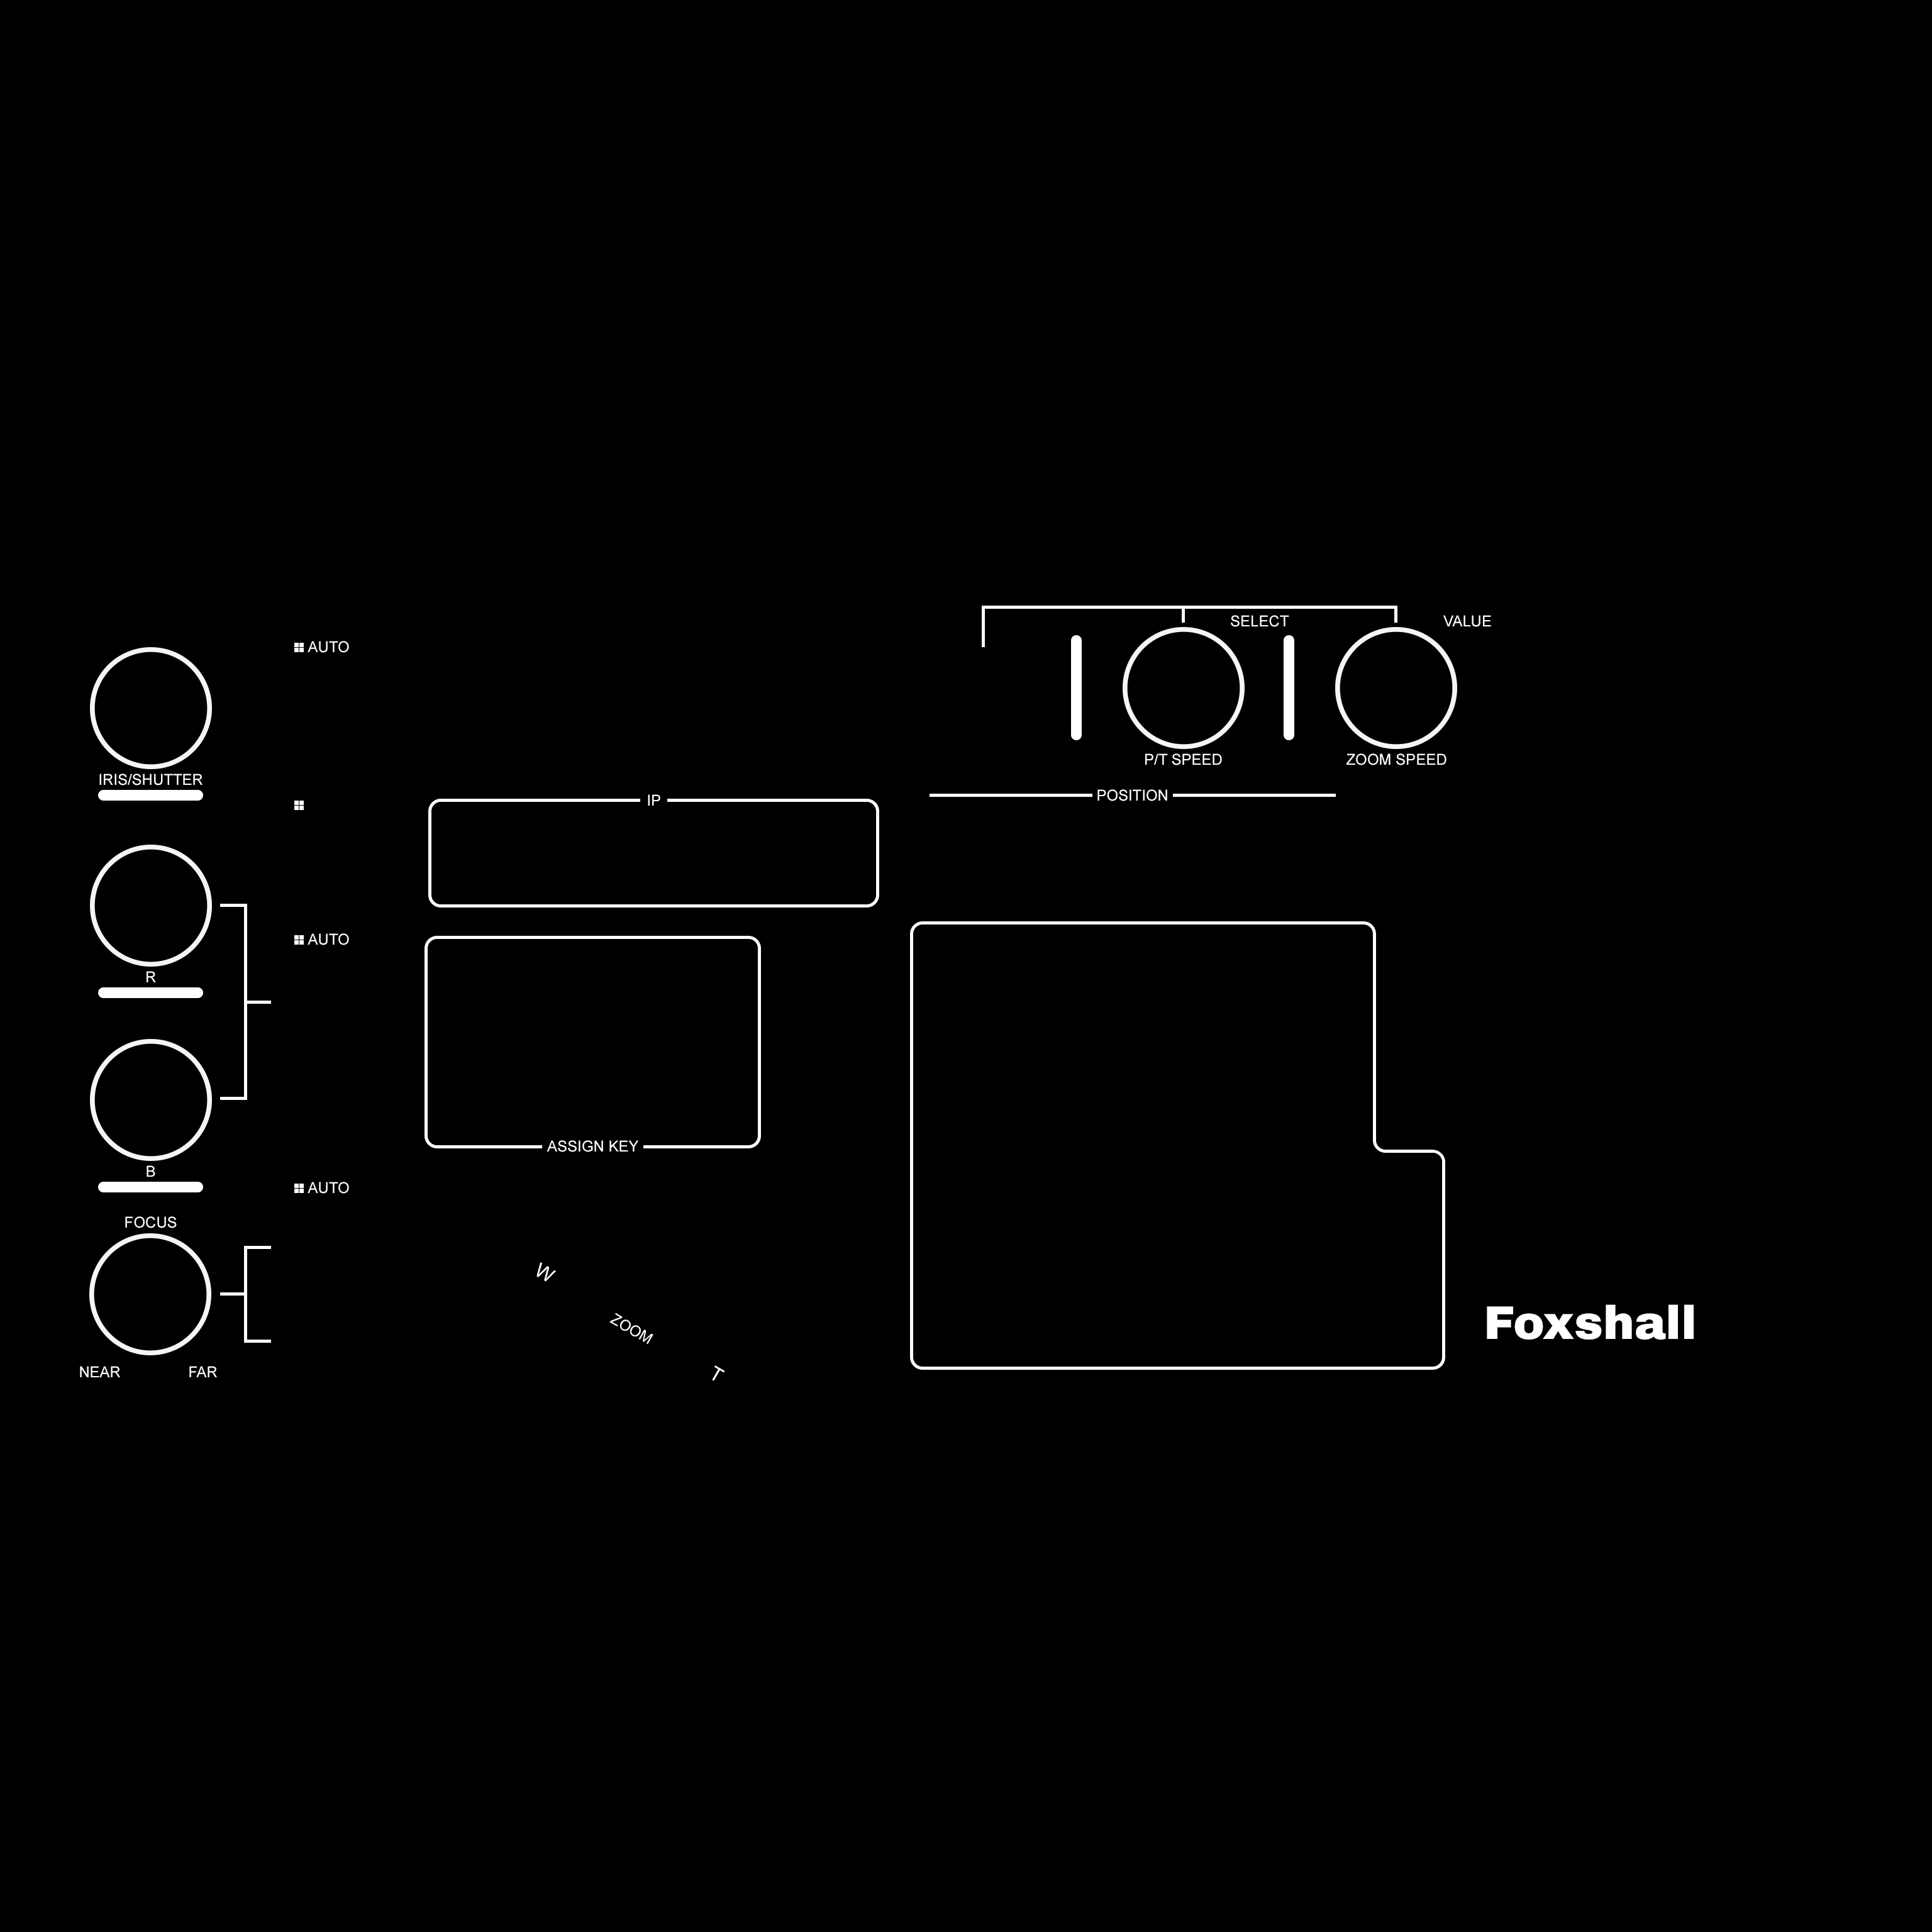 SELECT
VALUE
AUTO
P/T SPEED
ZOOM SPEED
IRIS/SHUTTER
POSITION
IP
AUTO
R
ASSIGN KEY
B
AUTO
FOCUS
W
ZOOM
T
Foxshall
NEAR
FAR